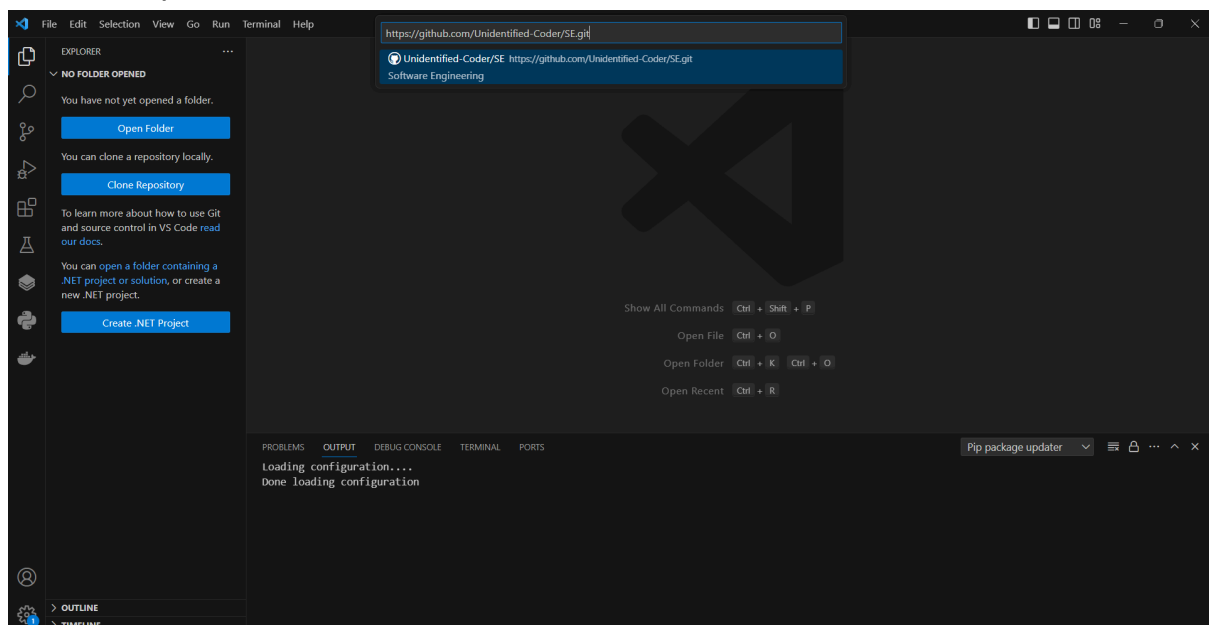 File Edit Selection View Go Run Terminal Help
https://github.com/Unidentified-Coder/SE.git
Unidentified-Coder/SE https://github.com/Unidentified-Coder/SE.git
Software Engineering
EXPLORER
NO FOLDER OPENED
You have not yet opened a folder.
Open Folder
You can clone a repository locally.
Clone Repository
To learn more about how to use Git
and source control in VS Code read
our docs.
You can open a folder containing a
.NET project or solution, or create a
new .NET project.
Create .NET Project
Show All Commands Ctrl + Shift + P
Open File Ctrl + O
Open Folder Ctrl + K Ctrl + O
Open Recent Ctrl + R
PROBLEMS OUTPUT DEBUG CONSOLE TERMINAL PORTS Pip package updater
Loading configuration....
Done loading configuration
1
OUTLINE
TIMELINE